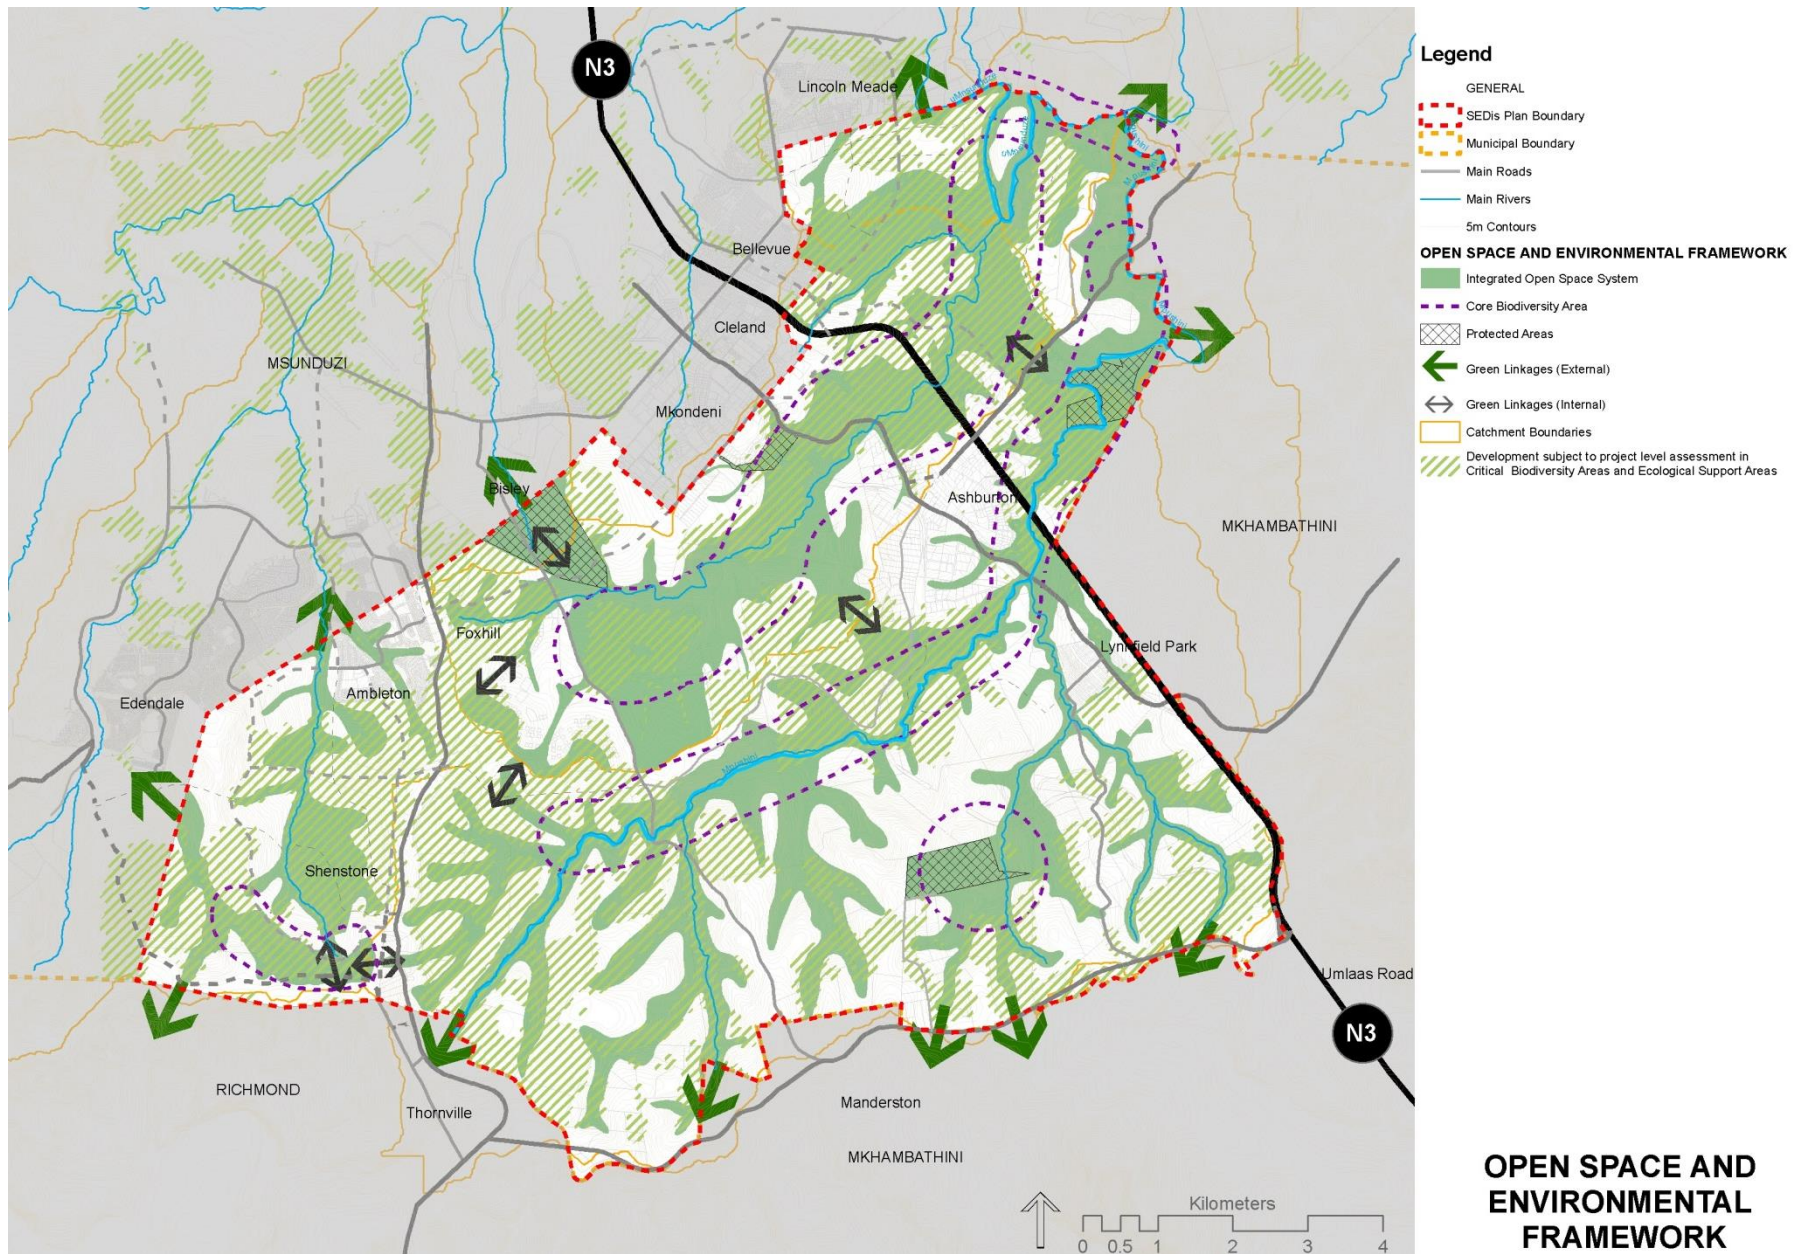 N3
Lincoln Meade
Bellevue
Cleland
MSUNDUZI
Mkondeni
Bisley
Ashburton
MKHAMBATHINI
Foxhill
Lynnfield Park
Edendale
Ambleton
Mpushini
Shenstone
Umlaas Road
N3
RICHMOND
Thornville
Manderston
MKHAMBATHINI
Kilometers
0 0.5 1 2 3 4
Legend
GENERAL
SEDis Plan Boundary
Municipal Boundary
Main Roads
Main Rivers
5m Contours
OPEN SPACE AND ENVIRONMENTAL FRAMEWORK
Integrated Open Space System
Core Biodiversity Area
Protected Areas
Green Linkages (External)
Green Linkages (Internal)
Catchment Boundaries
Development subject to project level assessment in
Critical Biodiversity Areas and Ecological Support Areas
OPEN SPACE AND
ENVIRONMENTAL
FRAMEWORK